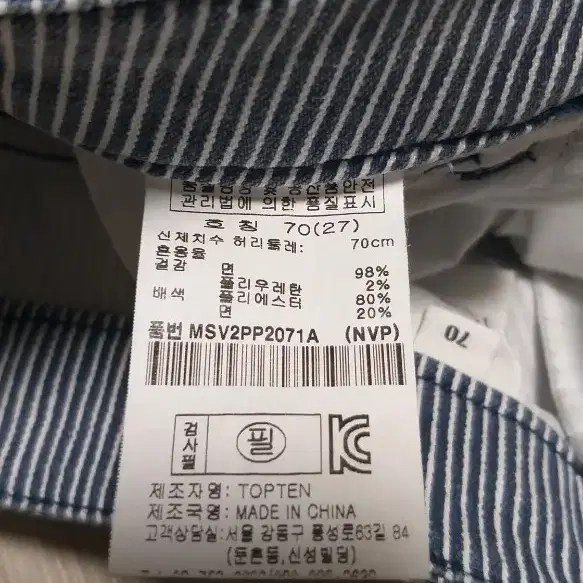 관리법에 의한 품질표시
호칭 70(27)
신체치수 허리둘레: 70cm
혼용율
겉감 면 98%
폴리우레탄 2%
배색 폴리에스터 80%
면 20%
품번 MSV2PP2071A (NVP)
검사필 필
제조자명: TOPTEN
제조국명: MADE IN CHINA
고객상담실: 서울 강동구 풍성로63길 84
(둔촌동,신성빌딩)
70